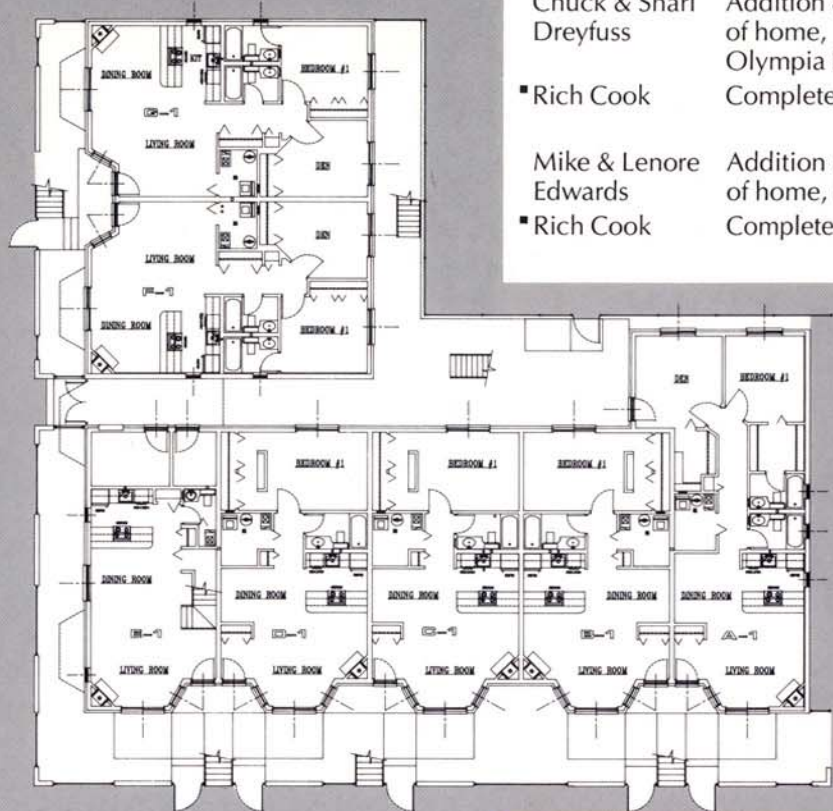 Chuck & Shari Addition &
Dreyfuss of home,
Olympia
▪Rich Cook Complete
Mike & Lenore Addition
Edwards of home,
▪Rich Cook Complete
DINING ROOM
KIT
BEDROOM #1
G-1
LIVING ROOM
DEN
LIVING ROOM
DEN
F-1
DINING ROOM
BEDROOM #1
DEN
BEDROOM #1
BEDROOM #1
BEDROOM #1
BEDROOM #1
DINING ROOM
DINING ROOM
DINING ROOM
DINING ROOM
DINING ROOM
E-1
D-1
C-1
B-1
A-1
LIVING ROOM
LIVING ROOM
LIVING ROOM
LIVING ROOM
LIVING ROOM